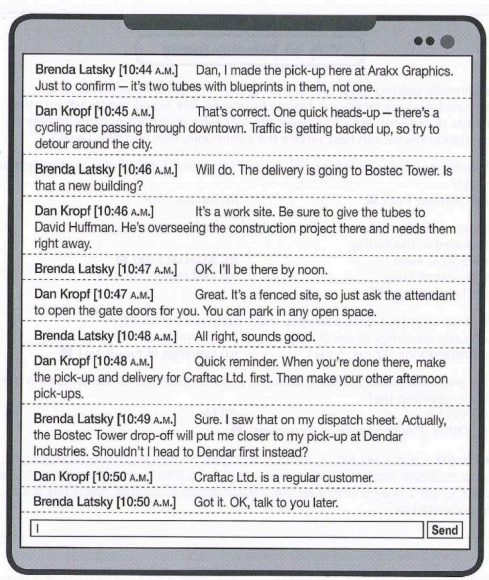 Brenda Latsky [10:44 A.M.] Dan, I made the pick-up here at Arakx Graphics.
Just to confirm — it's two tubes with blueprints in them, not one.
Dan Kropf [10:45 A.M.] That's correct. One quick heads-up — there's a
cycling race passing through downtown. Traffic is getting backed up, so try to
detour around the city.
Brenda Latsky [10:46 A.M.] Will do. The delivery is going to Bostec Tower. Is
that a new building?
Dan Kropf [10:46 A.M.] It's a work site. Be sure to give the tubes to
David Huffman. He's overseeing the construction project there and needs them
right away.
Brenda Latsky [10:47 A.M.] OK. I'll be there by noon.
Dan Kropf [10:47 A.M.] Great. It's a fenced site, so just ask the attendant
to open the gate doors for you. You can park in any open space.
Brenda Latsky [10:48 A.M.] All right, sounds good.
Dan Kropf [10:48 A.M.] Quick reminder. When you're done there, make
the pick-up and delivery for Craftac Ltd. first. Then make your other afternoon
pick-ups.
Brenda Latsky [10:49 A.M.] Sure. I saw that on my dispatch sheet. Actually,
the Bostec Tower drop-off will put me closer to my pick-up at Dendar
Industries. Shouldn't I head to Dendar first instead?
Dan Kropf [10:50 A.M.] Craftac Ltd. is a regular customer.
Brenda Latsky [10:50 A.M.] Got it. OK, talk to you later.
Send